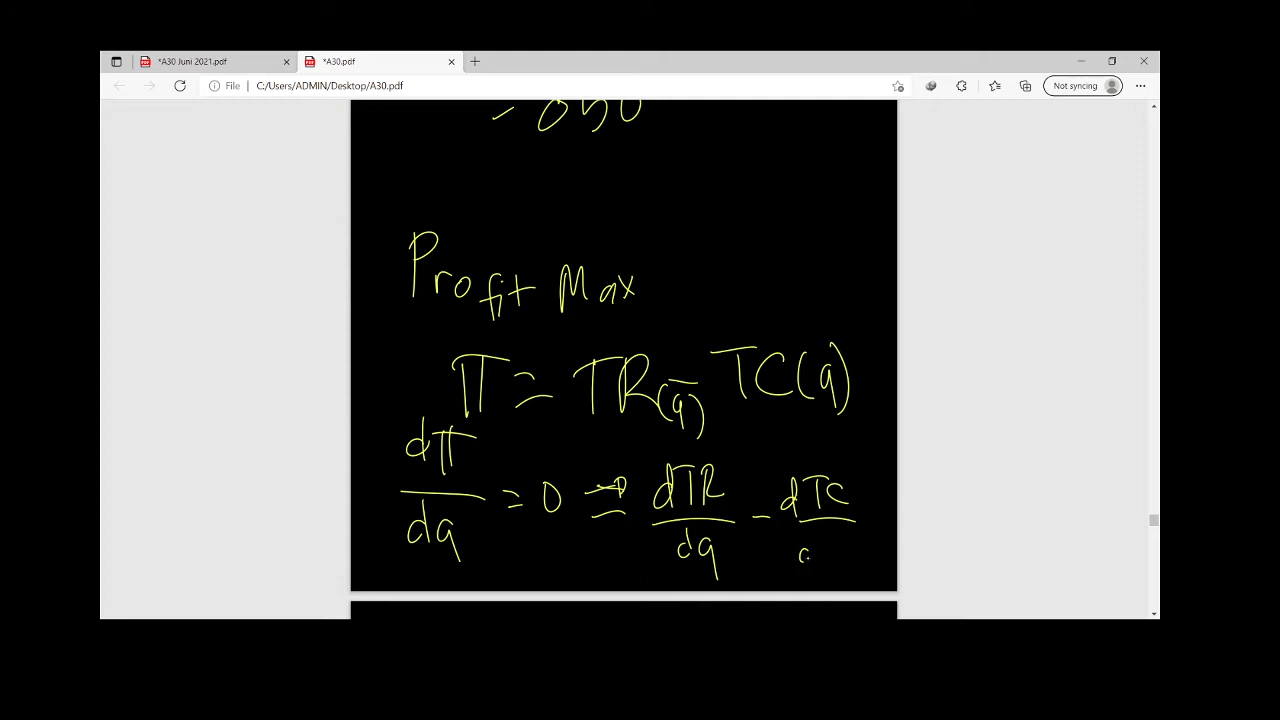 *A30 Juni 2021.pdf
*A30.pdf
File
C:/Users/ADMIN/Desktop/A30.pdf
Not syncing
Profit Max
π = TR(q) - TC(q)
dπ/dq = 0 → dTR/dq - dTC/